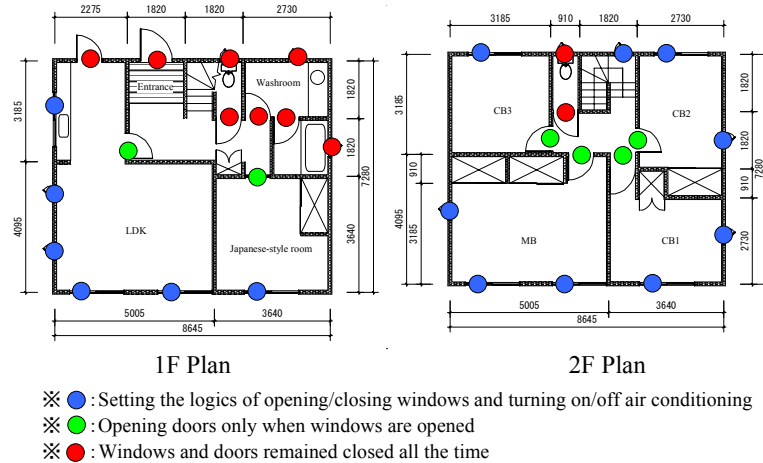 2275 1820 1820 2730
3185 4095
Entrance
Washroom
LDK
Japanese-style room
1820 1820 3640 7280
5005 3640
8645
1F Plan
3185 910 1820 2730
3185 910 4095 3185
CB3
CB2
MB
CB1
1820 1820 910 2730 7280
5005 3640
8645
2F Plan
※ : Setting the logics of opening/closing windows and turning on/off air conditioning
※ : Opening doors only when windows are opened
※ : Windows and doors remained closed all the time